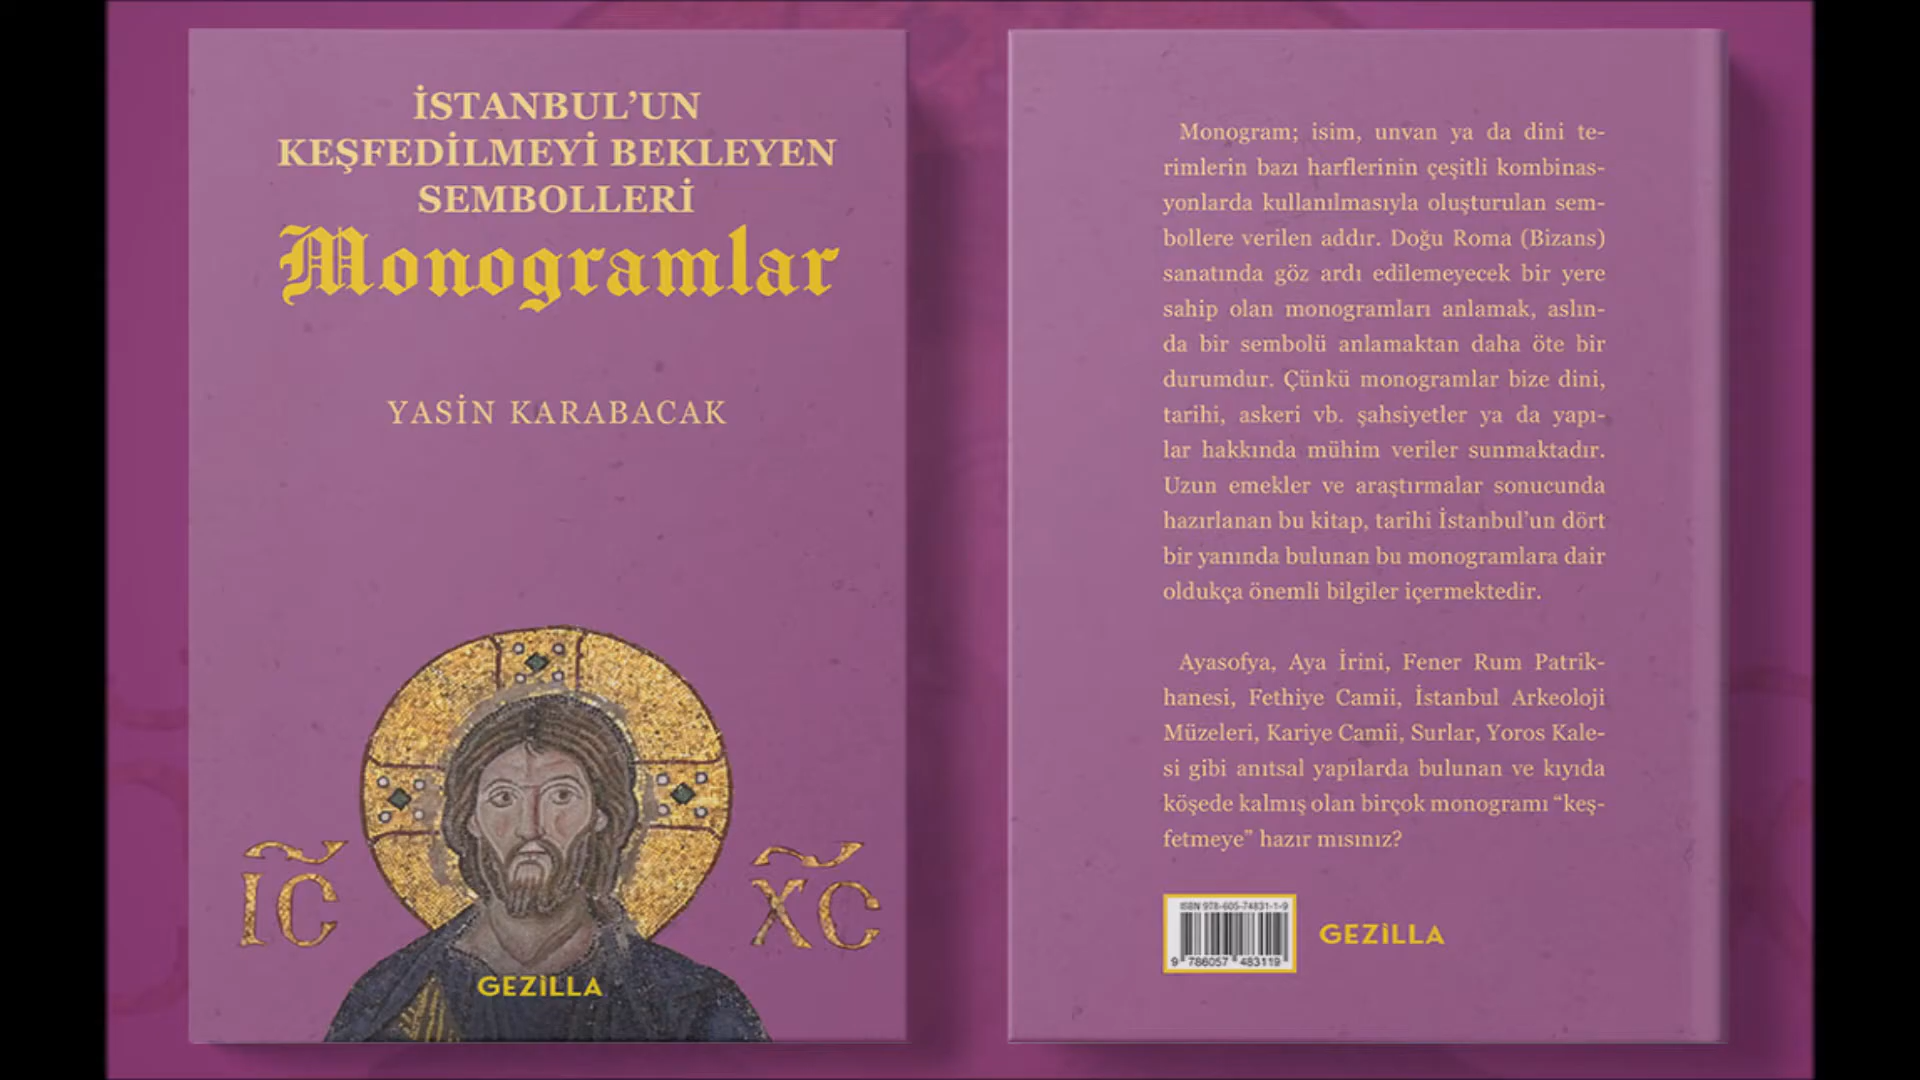 İSTANBUL'UN
KEŞFEDİLMEYİ BEKLEYEN
SEMBOLLERİ
Monogramlar
YASİN KARABACAK
IC
XC
GEZİLLA
Monogram; isim, unvan ya da dini te-
rimlerin bazı harflerinin çeşitli kombinas-
yonlarda kullanılmasıyla oluşturulan sem-
bollere verilen addır. Doğu Roma (Bizans)
sanatında göz ardı edilemeyecek bir yere
sahip olan monogramları anlamak, aslın-
da bir sembolü anlamaktan daha öte bir
durumdur. Çünkü monogramlar bize dini,
tarihi, askeri vb. şahsiyetler ya da yapı-
lar hakkında mühim veriler sunmaktadır.
Uzun emekler ve araştırmalar sonucunda
hazırlanan bu kitap, tarihi İstanbul'un dört
bir yanında bulunan bu monogramlara dair
oldukça önemli bilgiler içermektedir.
Ayasofya, Aya İrini, Fener Rum Patrik-
hanesi, Fethiye Camii, İstanbul Arkeoloji
Müzeleri, Kariye Camii, Surlar, Yoros Kale-
si gibi anıtsal yapılarda bulunan ve kıyıda
köşede kalmış olan birçok monogramı “keş-
fetmeye” hazır mısınız?
ISBN 978-605-74831-1-9
9 786057 483119
GEZİLLA